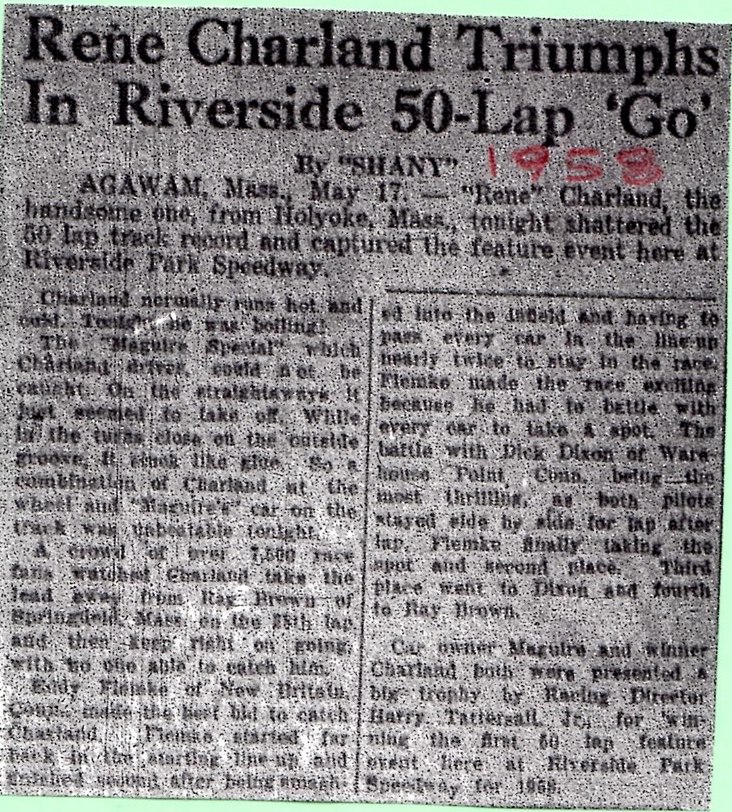 Rene Charland Triumphs
In Riverside 50-Lap 'Go'
By "SHANY"
1958
AGAWAM, Mass., May 17. — "Rene" Charland, the
handsome one, from Holyoke, Mass., tonight shattered the
50 lap track record and captured the feature event here at
Riverside Park Speedway.
Charland normally runs hot and
cold. Tonight he was boiling!
The "Maguire Special" which
Charland drives could not be
caught. On the straightaways it
just seemed to take off. While
in the turns close on the outside
groove, it stuck like glue. So a
combination of Charland at the
wheel and "Maguire's" car on the
track was unbeatable tonight.
A crowd of over 7,500 race
fans watched Charland take the
lead away from Ray Brown of
Springfield, Mass. on the 25th lap
and then keep right on going,
with no one able to catch him.
Eddy Flemke of New Britain,
Conn., made the best bid to catch
Charland. Flemke started far
back in the starting line-up and
after being
ed into the infield and having to
pass every car in the line-up
nearly twice to stay in the race.
Flemke made the race exciting
because he had to battle with
every car to take a spot. The
battle with Dick Dixon of Ware-
house Point, Conn. being the
most thrilling, as both pilots
stayed side by side for lap after
lap. Flemke finally taking the
spot and second place. Third
place went to Dixon and fourth
to Ray Brown.
Car owner Maguire and winner
Charland both were presented a
big trophy by Racing Director
Harry Tattersall, Jr., for win-
ning the first 50 lap feature
event here at Riverside Park
Speedway for 1958.